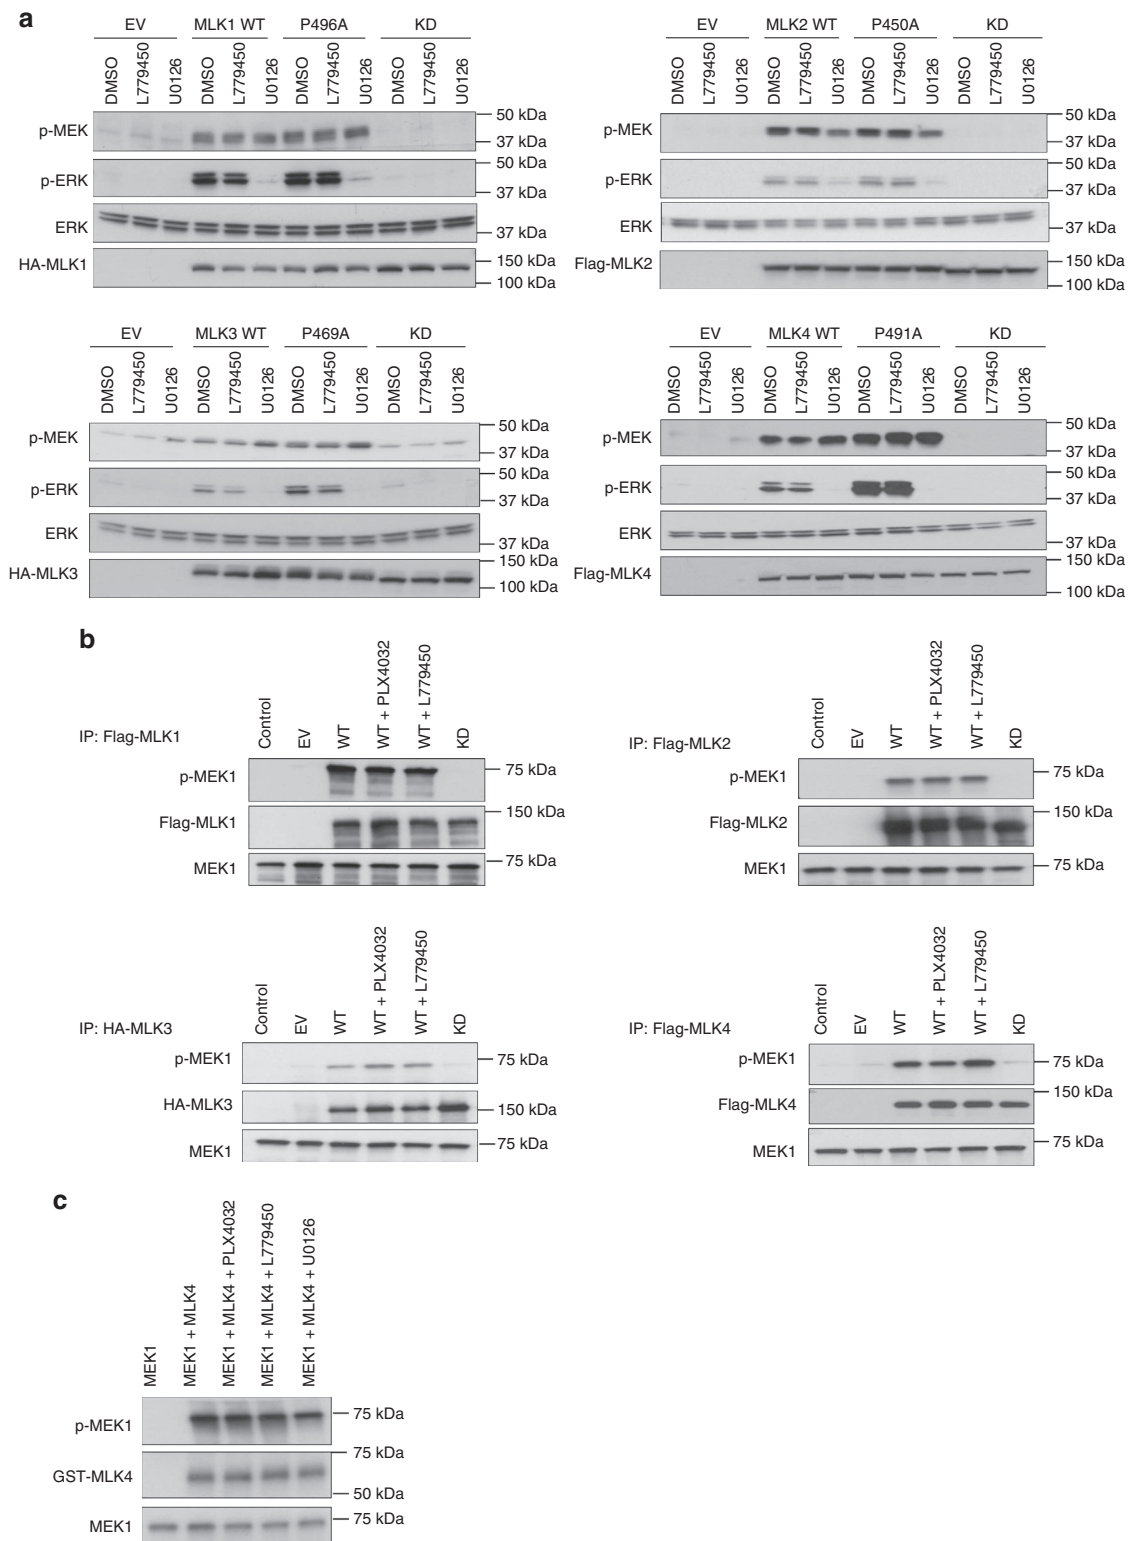 a
EV MLK1 WT P496A KD
DMSO L779450 U0126 DMSO L779450 U0126 DMSO L779450 U0126 DMSO L779450 U0126
p-MEK 50 kDa 37 kDa
p-ERK 50 kDa 37 kDa
ERK 37 kDa
HA-MLK1 150 kDa 100 kDa
EV MLK2 WT P450A KD
DMSO L779450 U0126 DMSO L779450 U0126 DMSO L779450 U0126 DMSO L779450 U0126
p-MEK 50 kDa 37 kDa
p-ERK 50 kDa 37 kDa
ERK 37 kDa
Flag-MLK2 150 kDa 100 kDa
EV MLK3 WT P469A KD
DMSO L779450 U0126 DMSO L779450 U0126 DMSO L779450 U0126 DMSO L779450 U0126
p-MEK 50 kDa 37 kDa
p-ERK 50 kDa 37 kDa
ERK 37 kDa
HA-MLK3 150 kDa 100 kDa
EV MLK4 WT P491A KD
DMSO L779450 U0126 DMSO L779450 U0126 DMSO L779450 U0126 DMSO L779450 U0126
p-MEK 50 kDa 37 kDa
p-ERK 50 kDa 37 kDa
ERK 37 kDa
Flag-MLK4 150 kDa 100 kDa
b
IP: Flag-MLK1 Control EV WT WT + PLX4032 WT + L779450 KD
p-MEK1 75 kDa
Flag-MLK1 150 kDa
MEK1 75 kDa
IP: Flag-MLK2 Control EV WT WT + PLX4032 WT + L779450 KD
p-MEK1 75 kDa
Flag-MLK2 150 kDa
MEK1 75 kDa
IP: HA-MLK3 Control EV WT WT + PLX4032 WT + L779450 KD
p-MEK1 75 kDa
HA-MLK3 150 kDa
MEK1 75 kDa
IP: Flag-MLK4 Control EV WT WT + PLX4032 WT + L779450 KD
p-MEK1 75 kDa
Flag-MLK4 150 kDa
MEK1 75 kDa
c
MEK1 MEK1 + MLK4 MEK1 + MLK4 + PLX4032 MEK1 + MLK4 + L779450 MEK1 + MLK4 + U0126
p-MEK1 75 kDa
GST-MLK4 75 kDa 50 kDa
MEK1 75 kDa